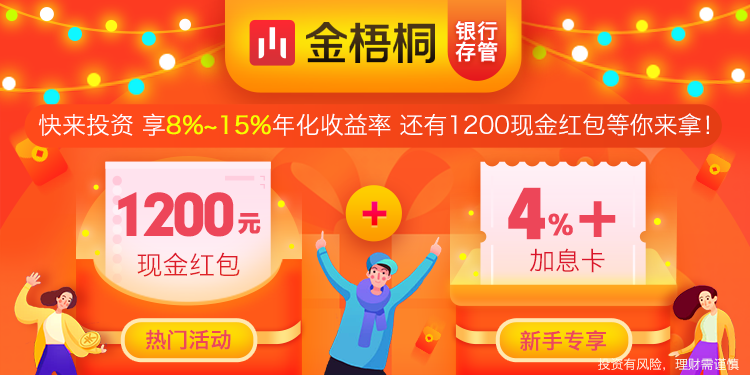 金梧桐
银行
存管
快来投资 享8%~15%年化收益率 还有1200现金红包等你来拿！
1200元
现金红包
+
4%+
加息卡
热门活动
新手专享
投资有风险，理财需谨慎